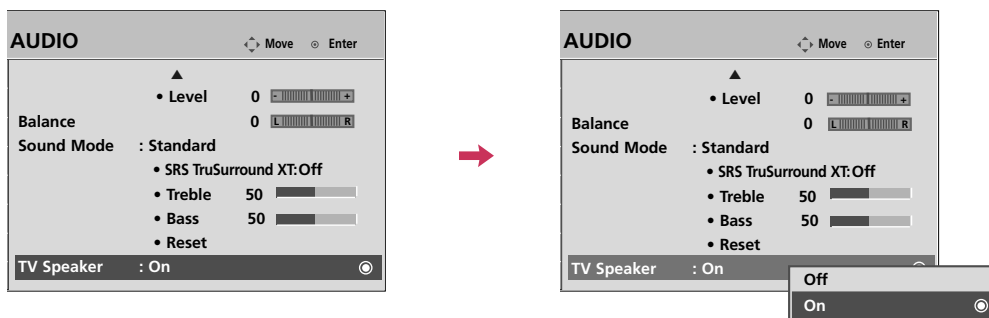 AUDIO Move Enter
• Level 0 - +
Balance 0 L R
Sound Mode : Standard
• SRS TruSurround XT:Off
• Treble 50
• Bass 50
• Reset
TV Speaker : On
AUDIO Move Enter
• Level 0 - +
Balance 0 L R
Sound Mode : Standard
• SRS TruSurround XT:Off
• Treble 50
• Bass 50
• Reset
TV Speaker : On
Off
On